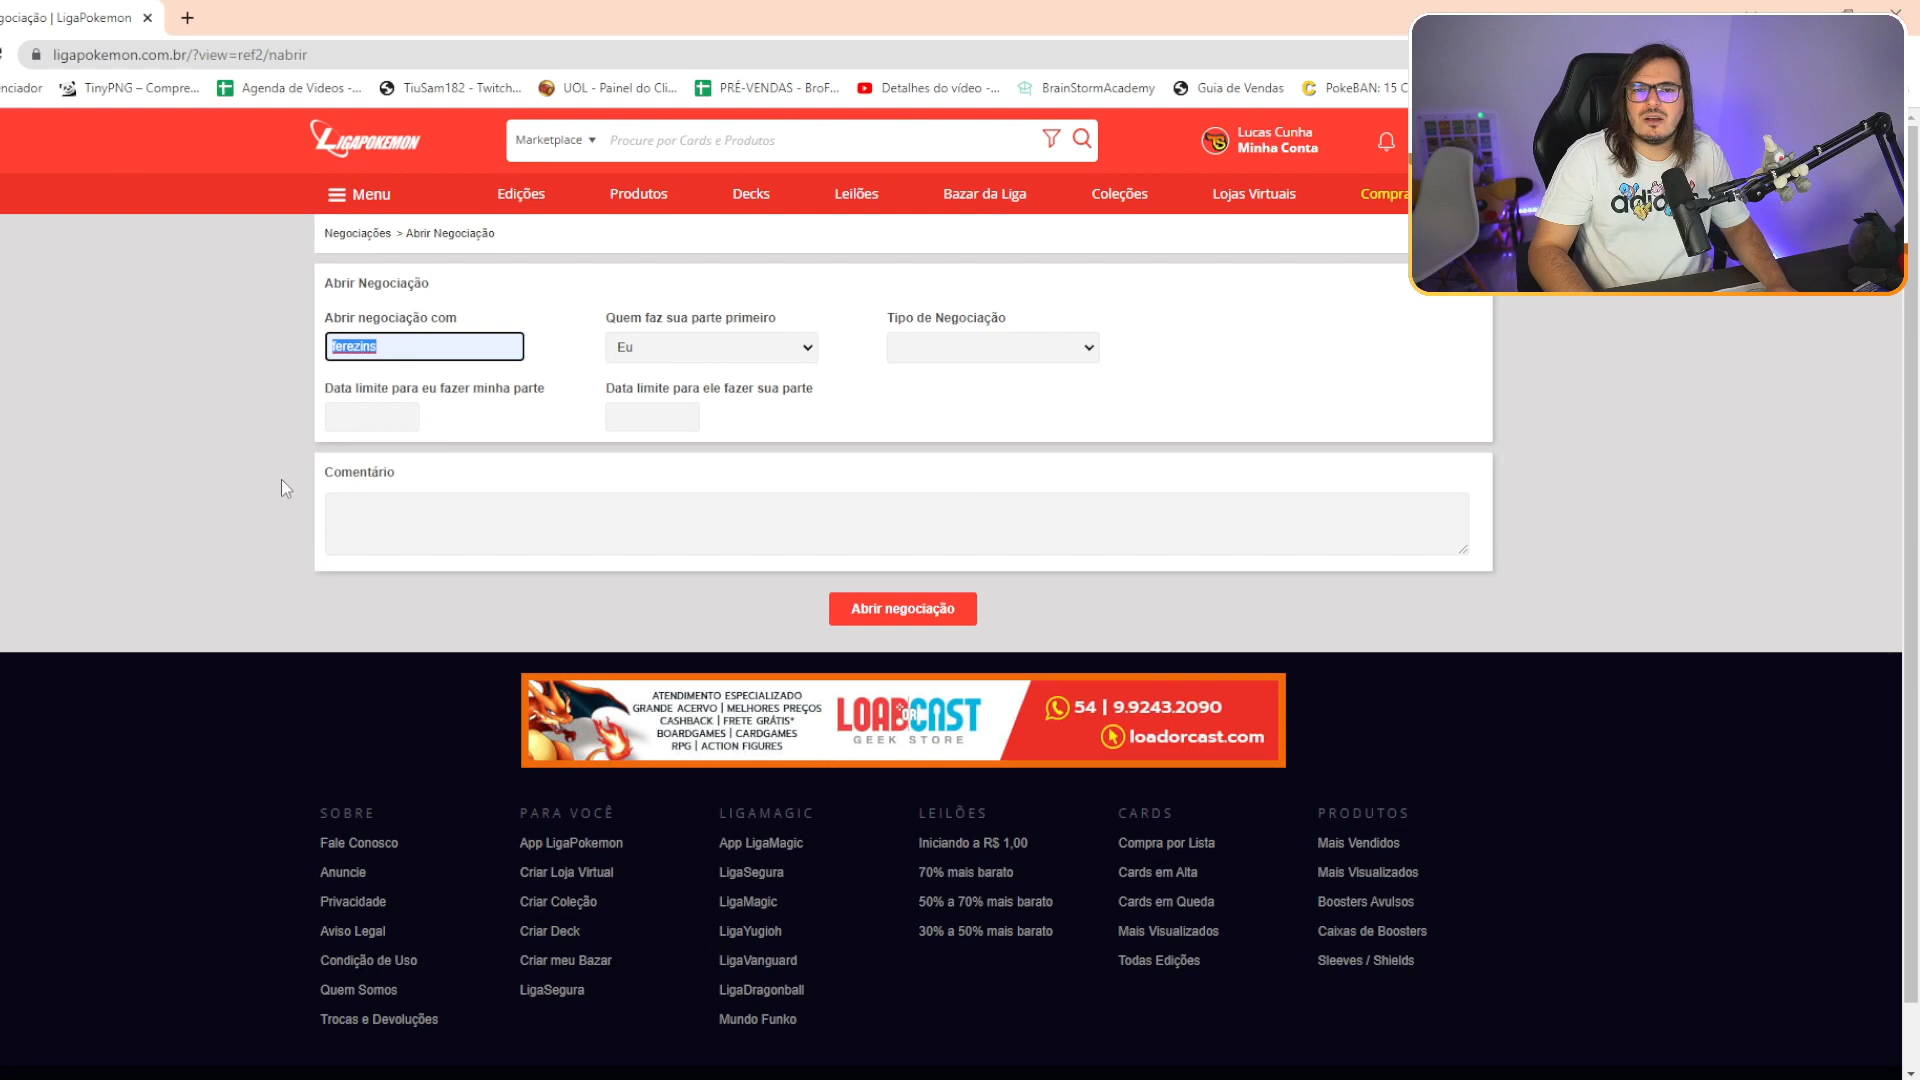 gociação | LigaPokemon
ligapokemon.com.br/?view=ref2/nabrir
nciador
TinyPNG – Compre...
Agenda de Videos -...
TiuSam182 - Twitch...
UOL - Painel do Cli...
PRÉ-VENDAS - BroF...
Detalhes do vídeo -...
BrainStormAcademy
Guia de Vendas
PokeBAN: 15 C
LIGAPOKEMON
Marketplace
Procure por Cards e Produtos
Lucas Cunha
Minha Conta
Menu
Edições
Produtos
Decks
Leilões
Bazar da Liga
Coleções
Lojas Virtuais
Compra
Negociações > Abrir Negociação
Abrir Negociação
Abrir negociação com
Quem faz sua parte primeiro
Tipo de Negociação
ferezins
Eu
Data limite para eu fazer minha parte
Data limite para ele fazer sua parte
Comentário
Abrir negociação
ATENDIMENTO ESPECIALIZADO
GRANDE ACERVO | MELHORES PREÇOS
CASHBACK | FRETE GRÁTIS*
BOARDGAMES | CARDGAMES
RPG | ACTION FIGURES
LOAD OR CAST
GEEK STORE
54 | 9.9243.2090
loadorcast.com
SOBRE
Fale Conosco
Anuncie
Privacidade
Aviso Legal
Condição de Uso
Quem Somos
Trocas e Devoluções
PARA VOCÊ
App LigaPokemon
Criar Loja Virtual
Criar Coleção
Criar Deck
Criar meu Bazar
LigaSegura
LIGAMAGIC
App LigaMagic
LigaSegura
LigaMagic
LigaYugioh
LigaVanguard
LigaDragonball
Mundo Funko
LEILÕES
Iniciando a R$ 1,00
70% mais barato
50% a 70% mais barato
30% a 50% mais barato
CARDS
Compra por Lista
Cards em Alta
Cards em Queda
Mais Visualizados
Todas Edições
PRODUTOS
Mais Vendidos
Mais Visualizados
Boosters Avulsos
Caixas de Boosters
Sleeves / Shields